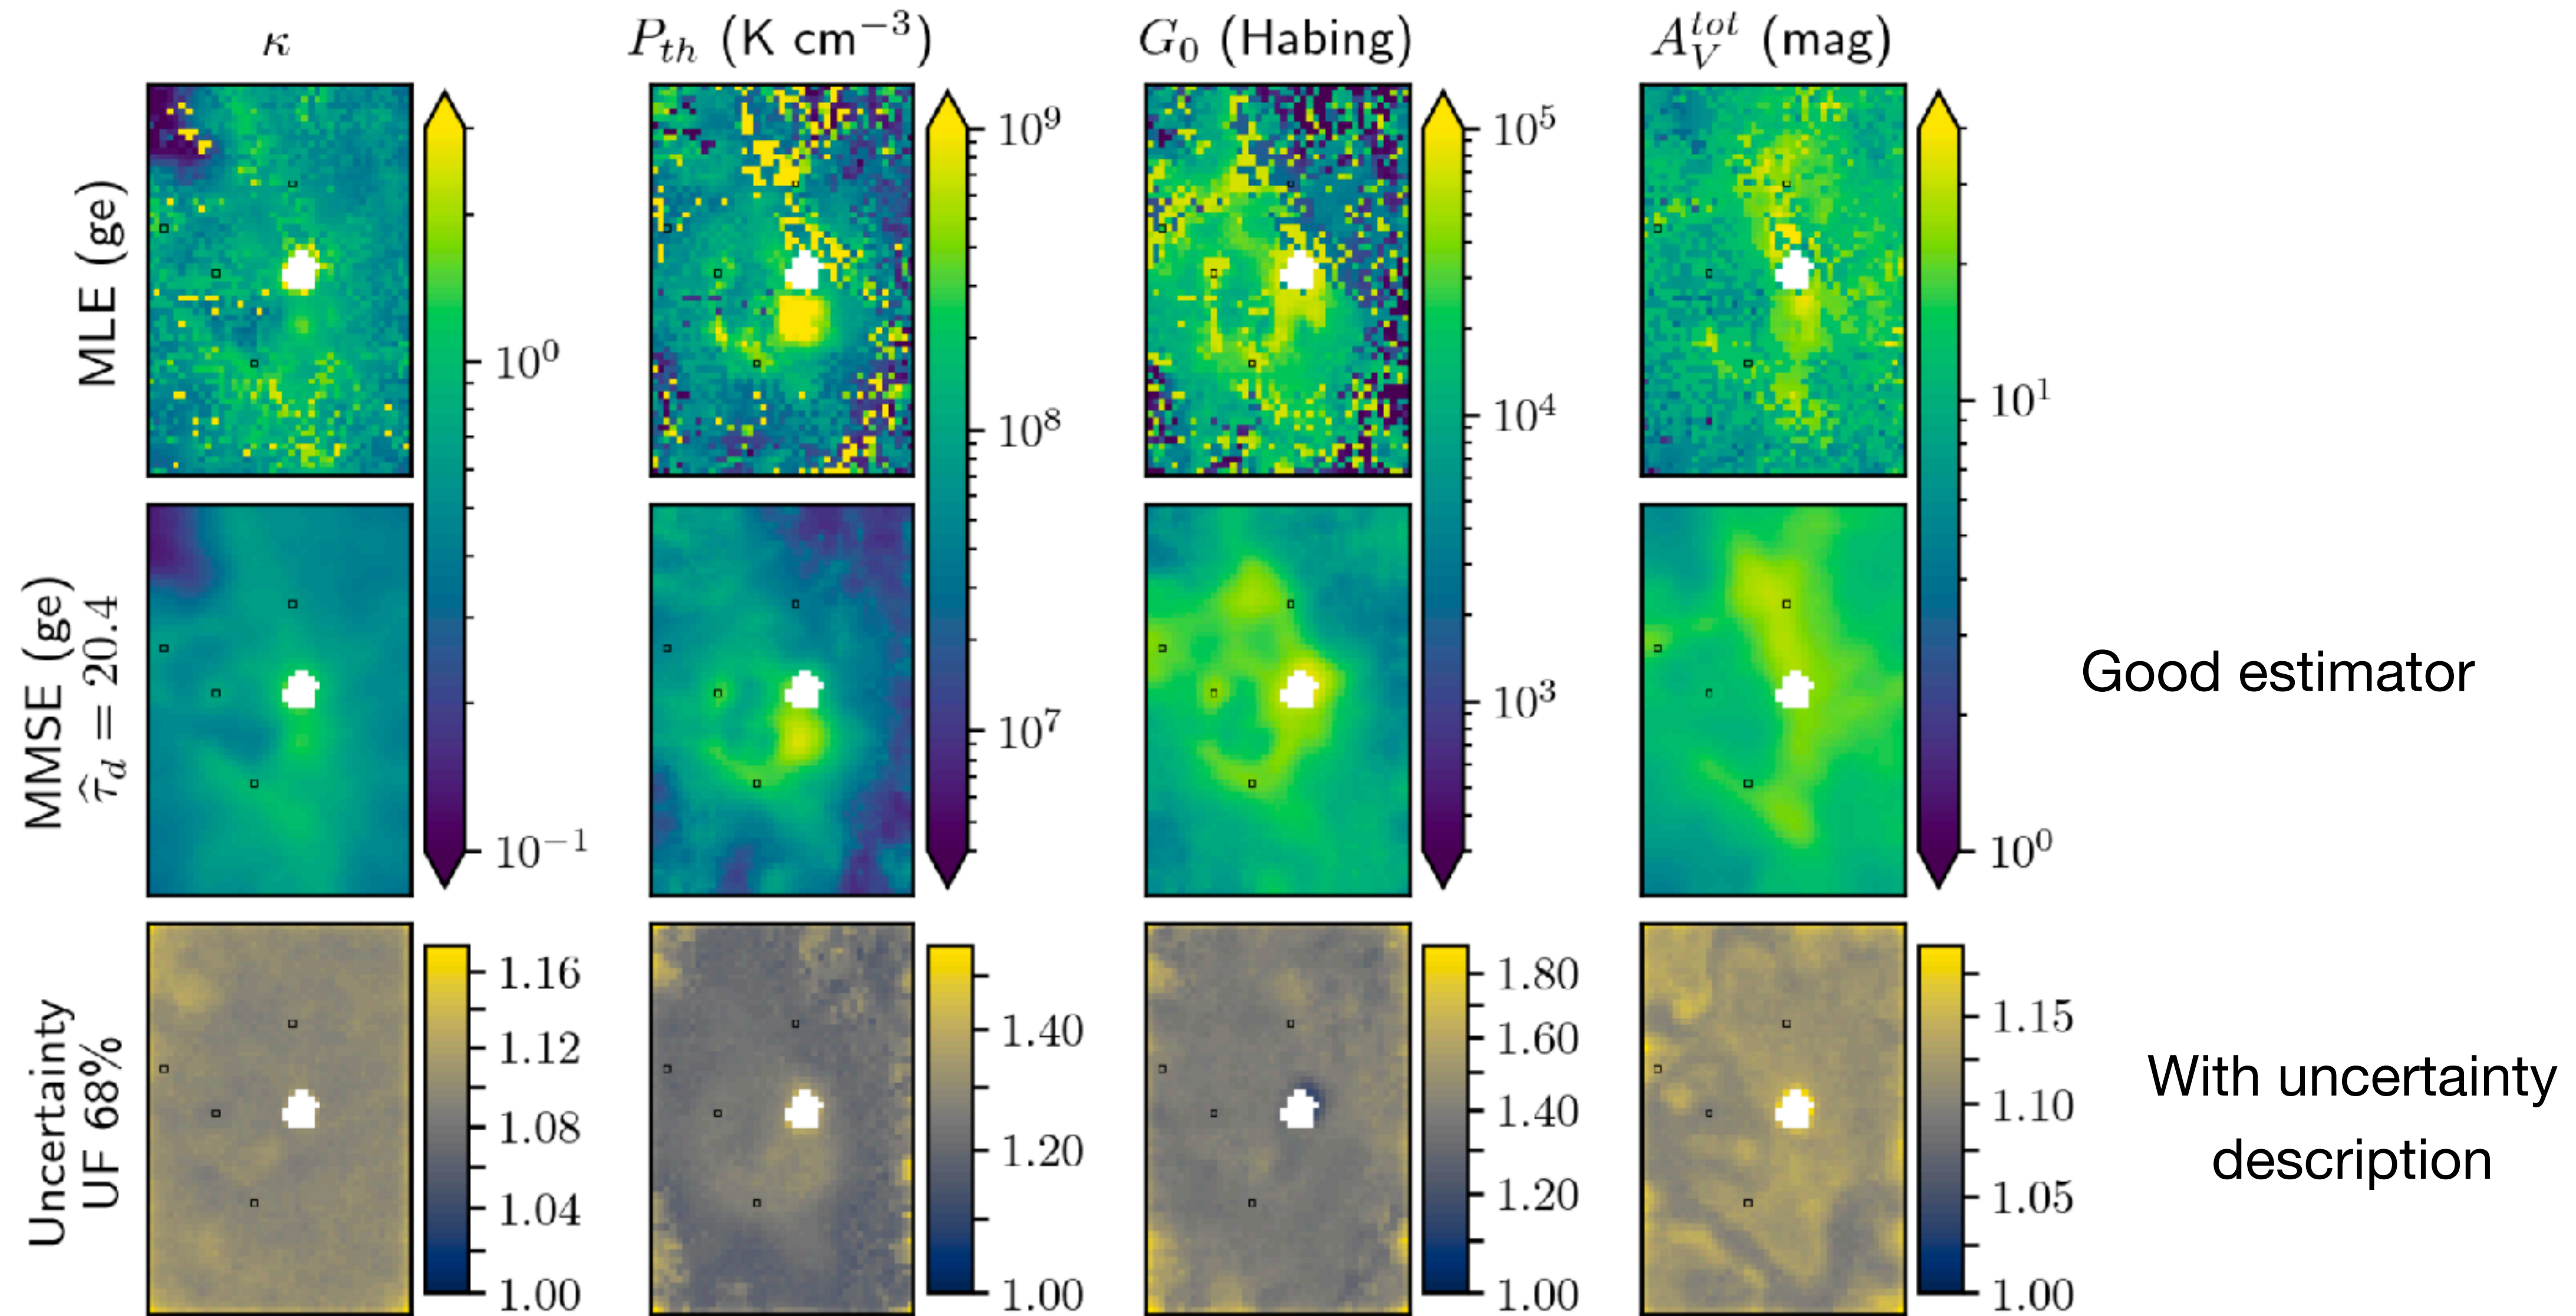 κ
P_{th} (K cm^{−3})
G_0 (Habing)
A_V^{tot} (mag)
MLE (ge)
10^0
10^{−1}
10^9
10^8
10^7
10^5
10^4
10^3
10^1
10^0
MMSE (ge)
\widehat{τ}_d = 20.4
Good estimator
Uncertainty
UF 68%
1.16
1.12
1.08
1.04
1.00
1.40
1.20
1.00
1.80
1.60
1.40
1.20
1.00
1.15
1.10
1.05
1.00
With uncertainty
description